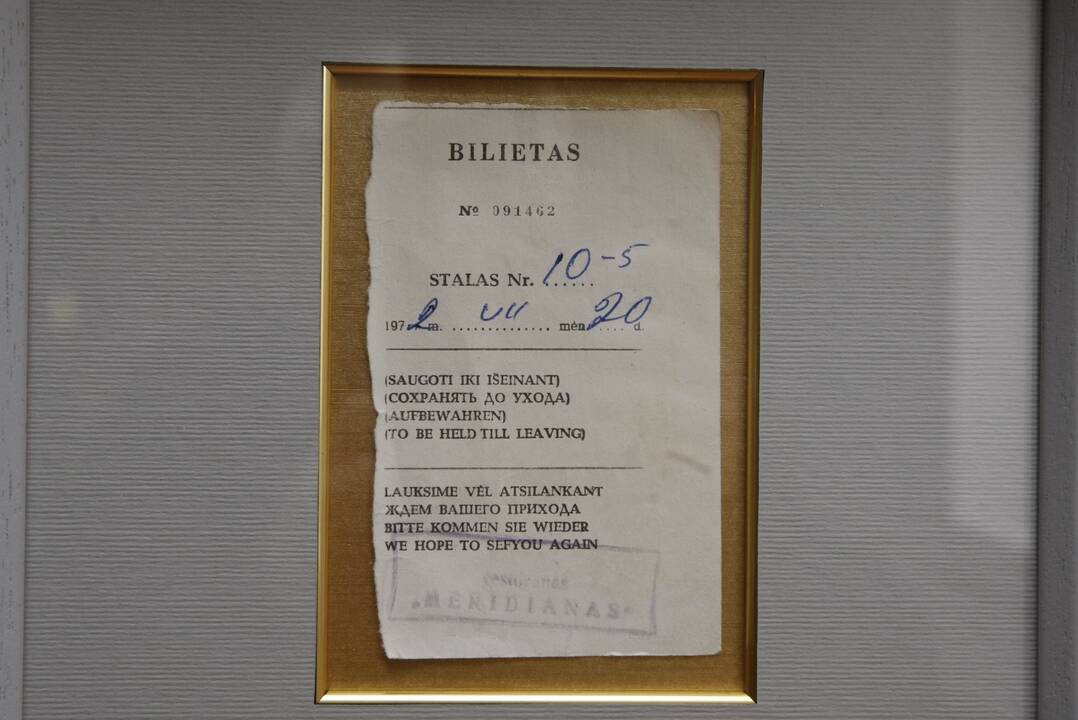 BILIETAS
№ 091462
STALAS Nr. 10-5
1972 m. VII mėn. 20 d.
(SAUGOTI IKI IŠEINANT)
(СОХРАНЯТЬ ДО УХОДА)
(AUFBEWAHREN)
(TO BE HELD TILL LEAVING)
LAUKSIME VĖL ATSILANKANT
ЖДЕМ ВАШЕГО ПРИХОДА
BITTE KOMMEN SIE WIEDER
WE HOPE TO SEFYOU AGAIN
restoranas
„MERIDIANAS"